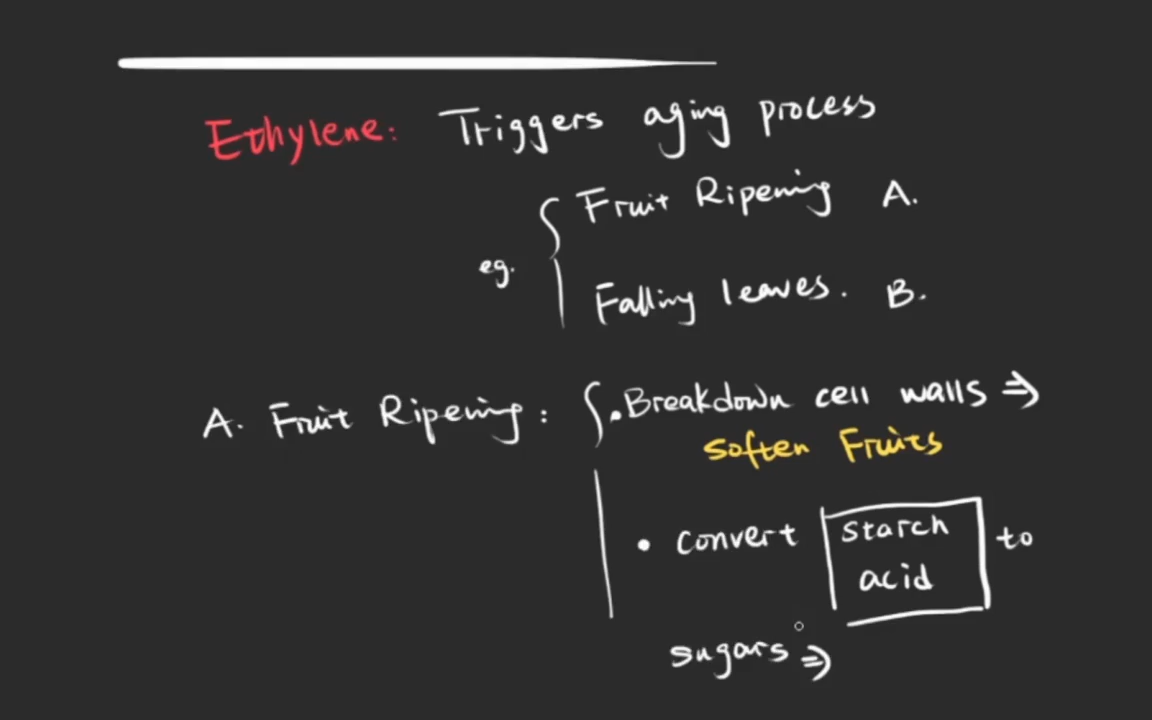 Ethylene: Triggers aging process
Fruit Ripening A.
eg.
Falling leaves. B.
A. Fruit Ripening: • Breakdown cell walls ⇒
soften Fruits
• convert starch to
acid
sugars ⇒